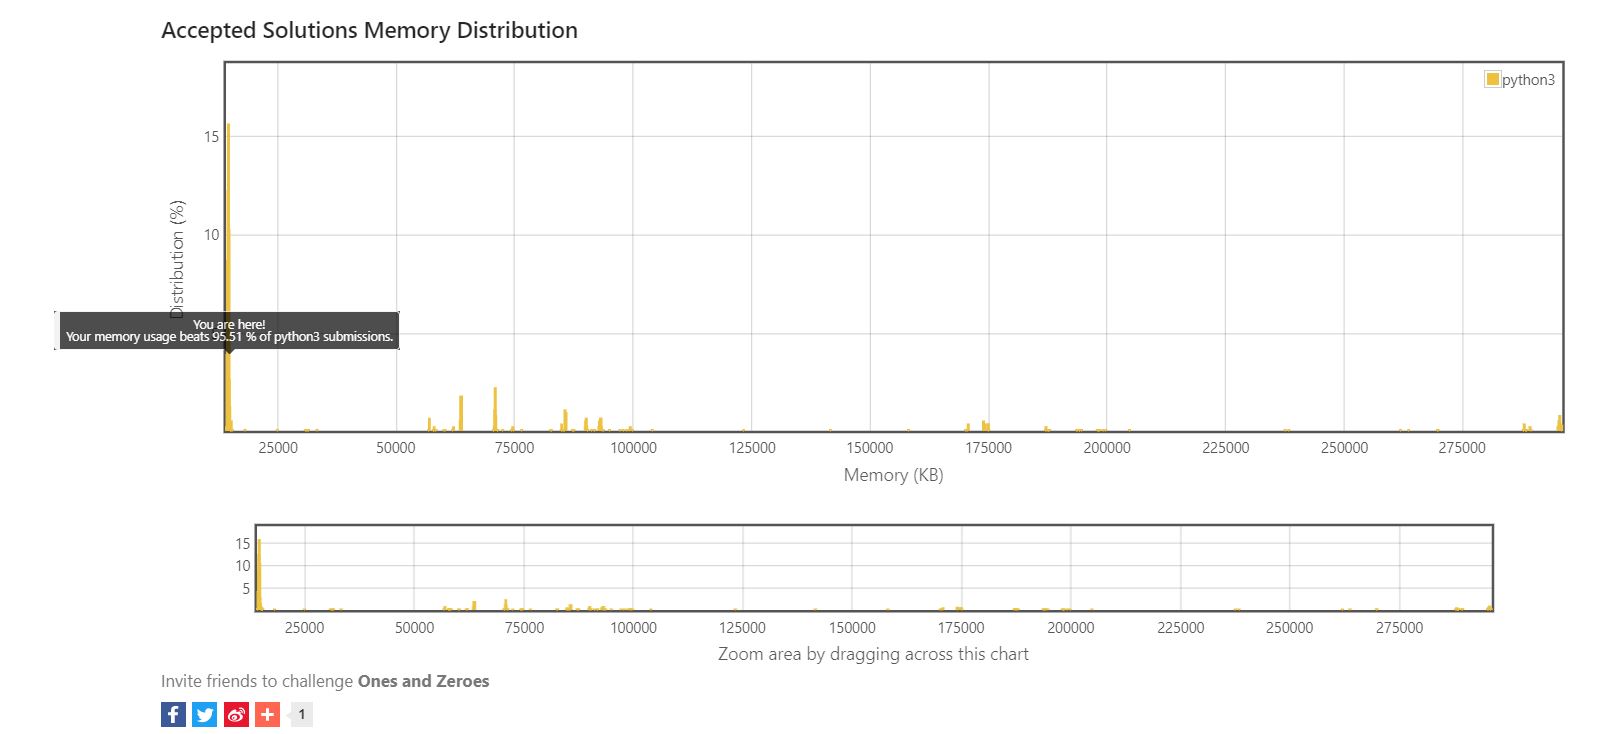 Accepted Solutions Memory Distribution
python3
15
10
Distribution (%)
You are here!
Your memory usage beats 95.51 % of python3 submissions.
25000 50000 75000 100000 125000 150000 175000 200000 225000 250000 275000
Memory (KB)
15
10
5
25000 50000 75000 100000 125000 150000 175000 200000 225000 250000 275000
Zoom area by dragging across this chart
Invite friends to challenge Ones and Zeroes
1